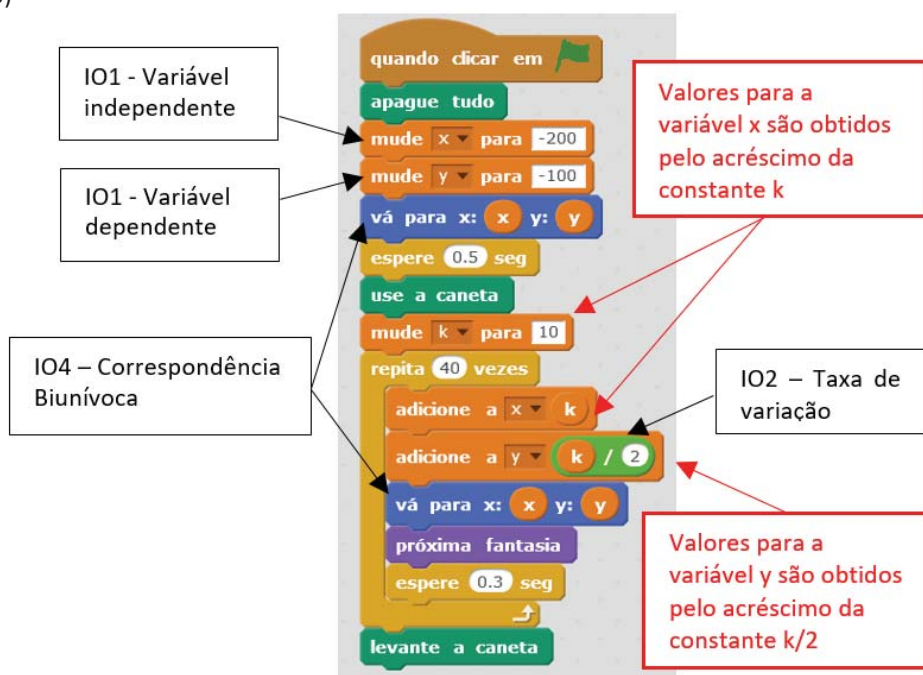 quando clicar em
apague tudo
mude x para -200
mude y para -100
vá para x: x y: y
espere 0.5 seg
use a caneta
mude k para 10
repita 40 vezes
adicione a x k
adicione a y k / 2
vá para x: x y: y
próxima fantasia
espere 0.3 seg
levante a caneta
IO1 - Variável
independente
IO1 - Variável
dependente
IO4 – Correspondência
Biunívoca
Valores para a
variável x são obtidos
pelo acréscimo da
constante k
IO2 – Taxa de
variação
Valores para a
variável y são obtidos
pelo acréscimo da
constante k/2